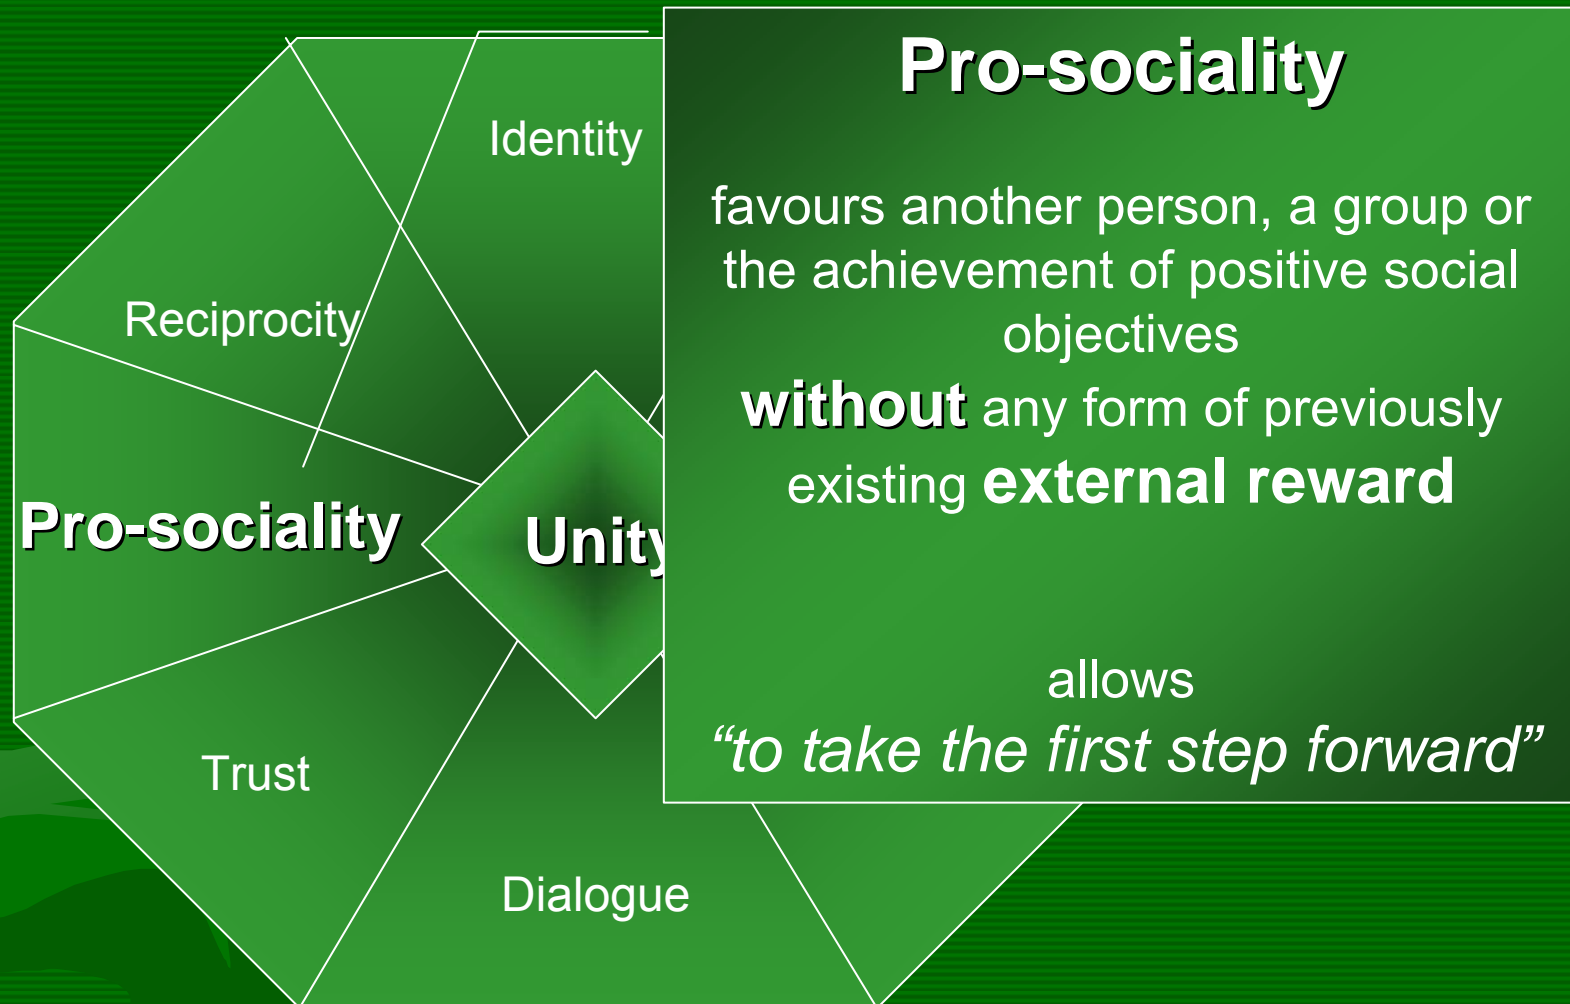 Identity
Reciprocity
Pro-sociality
Unity
Trust
Dialogue
Pro-sociality
favours another person, a group or
the achievement of positive social
objectives
without any form of previously
existing external reward
allows
“to take the first step forward”